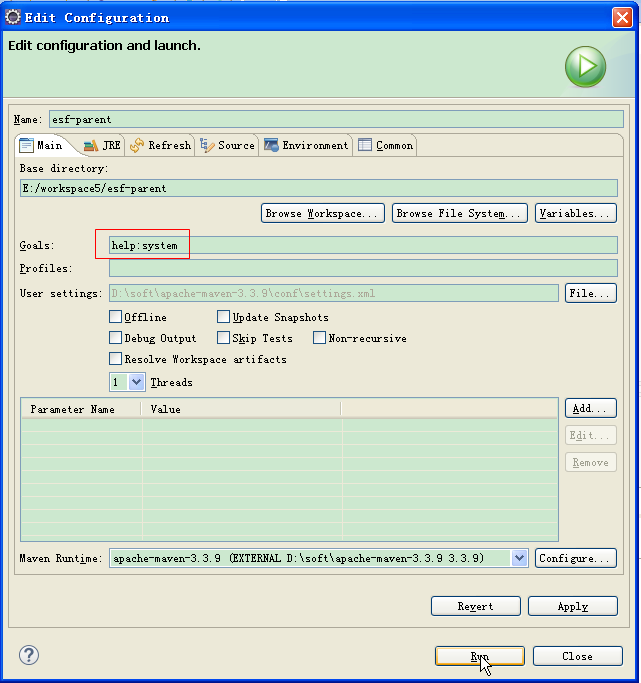 Edit Configuration
Edit configuration and launch.
Name: esf-parent
Main JRE Refresh Source Environment Common
Base directory:
E:/workspace5/esf-parent
Browse Workspace... Browse File System... Variables...
Goals: help:system
Profiles:
User settings: D:\soft\apache-maven-3.3.9\conf\settings.xml File...
Offline Update Snapshots
Debug Output Skip Tests Non-recursive
Resolve Workspace artifacts
1 Threads
Parameter Name Value Add...
Edit...
Remove
Maven Runtime: apache-maven-3.3.9 (EXTERNAL D:\soft\apache-maven-3.3.9 3.3.9) Configure...
Revert Apply
Run Close